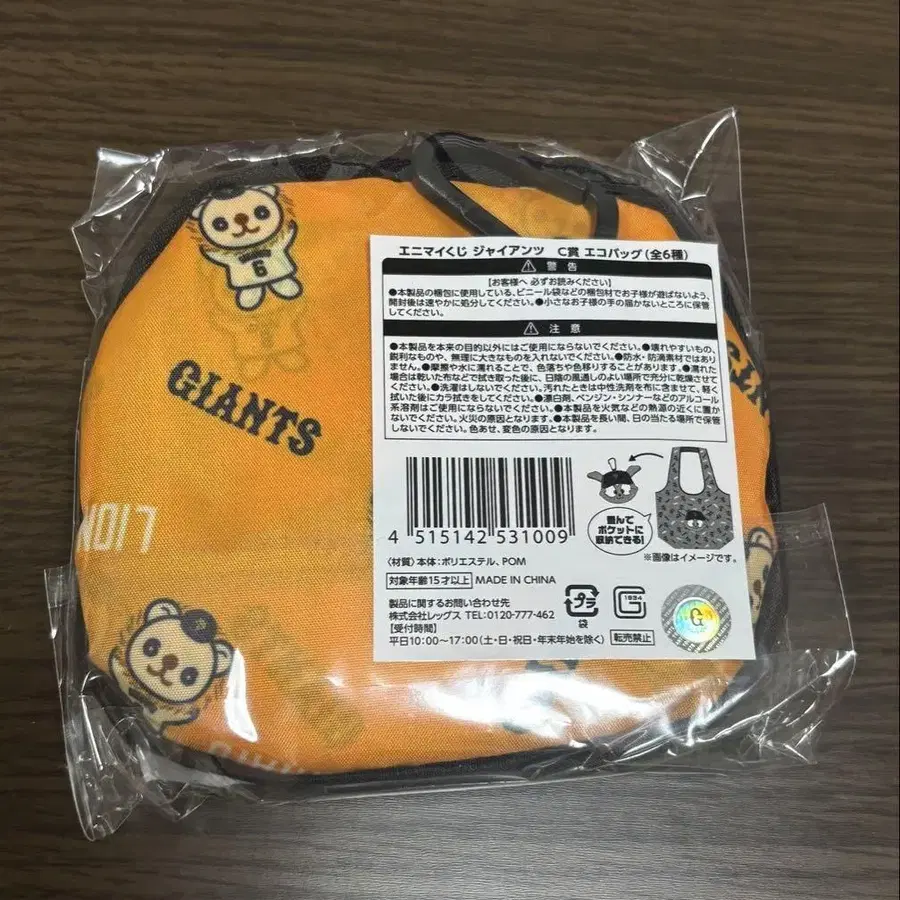 6
GIANTS
LION
エニマイくじ ジャイアンツ C賞 エコバッグ(全6種)
⚠ 警告
【お客様へ 必ずお読みください】
●本製品の梱包に使用している、ビニール袋などの梱包材でお子様が遊ばないよう、
開封後は速やかに処分してください。●小さなお子様の手の届かないところに保管
してください。
⚠ 注意
●本製品を本来の目的以外にはご使用にならないでください。●壊れやすいもの、
鋭利なものや、無理に大きなものを入れないでください。●防水・防滴素材ではあり
ません。●摩擦や水に濡れることで、色落ちや色移りすることがあります。●濡れた
場合は乾いた布などで拭き取った後に、日陰の風通しのよい場所で充分に乾燥させて
ください。●洗濯はしないでください。汚れたときは中性洗剤を布に含ませて、軽く
拭いた後にカラ拭きをしてください。●漂白剤、ベンジン・シンナーなどのアルコール
系溶剤はご使用にならないでください。●本製品を火気などの熱源の近くに置か
ないでください。火災の原因となります。●本製品を長い間、日の当たる場所で保管
しないでください。色あせ、変色の原因となります。
4 515142 531009
畳んで
ポケットに
収納できる!
※画像はイメージです。
〈材質〉本体:ポリエステル、POM
対象年齢15才以上 MADE IN CHINA
製品に関するお問い合わせ先
株式会社レッグス TEL:0120-777-462
【受付時間】
平日10:00~17:00(土・日・祝日・年末年始を除く)
プラ
袋
1934
G
転売禁止
G